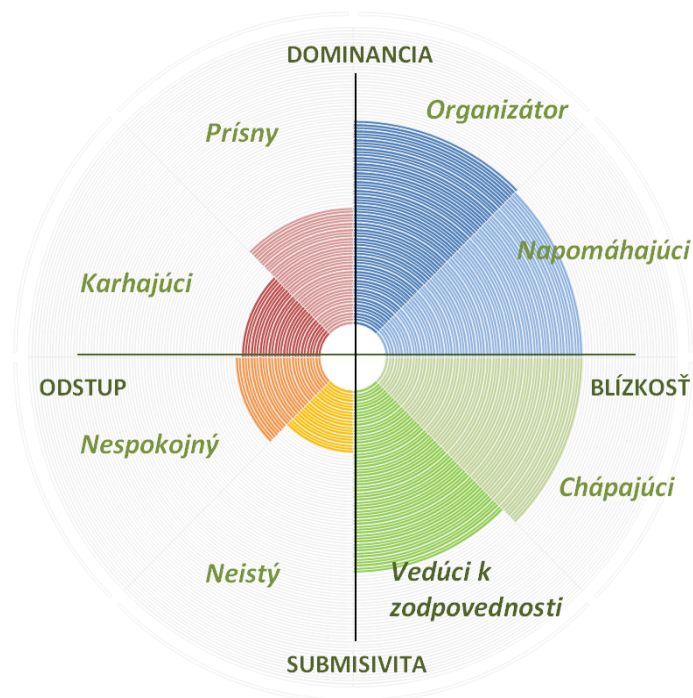 DOMINANCIA
Organizátor
Prísny
Napomáhajúci
Karhajúci
ODSTUP
BLÍZKOSŤ
Nespokojný
Chápajúci
Neistý
Vedúci k
zodpovednosti
SUBMISIVITA